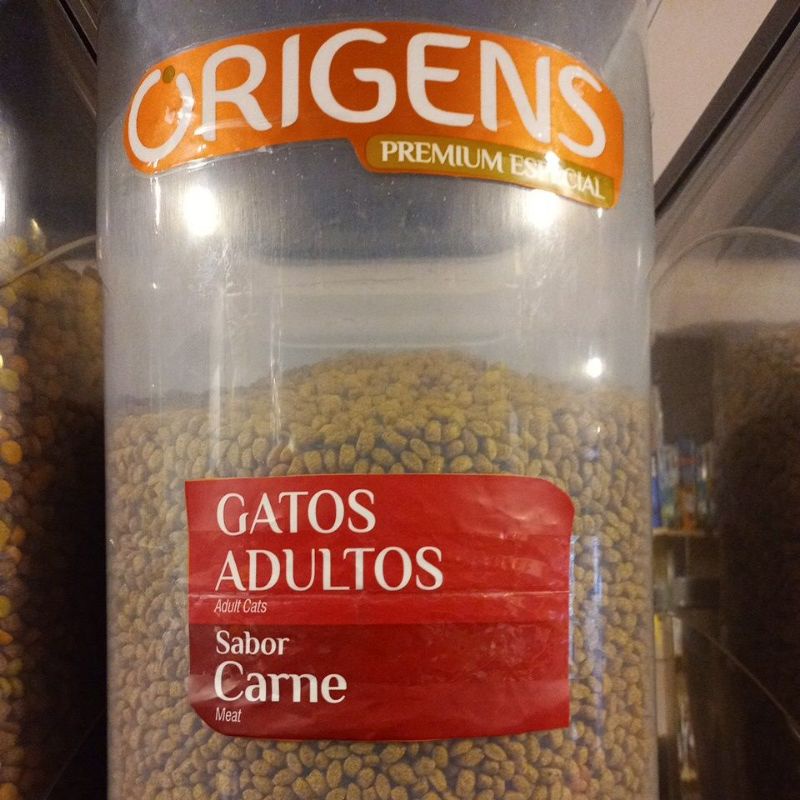 ORIGENS
PREMIUM ESPECIAL
GATOS
ADULTOS
Adult Cats
Sabor
Carne
Meat